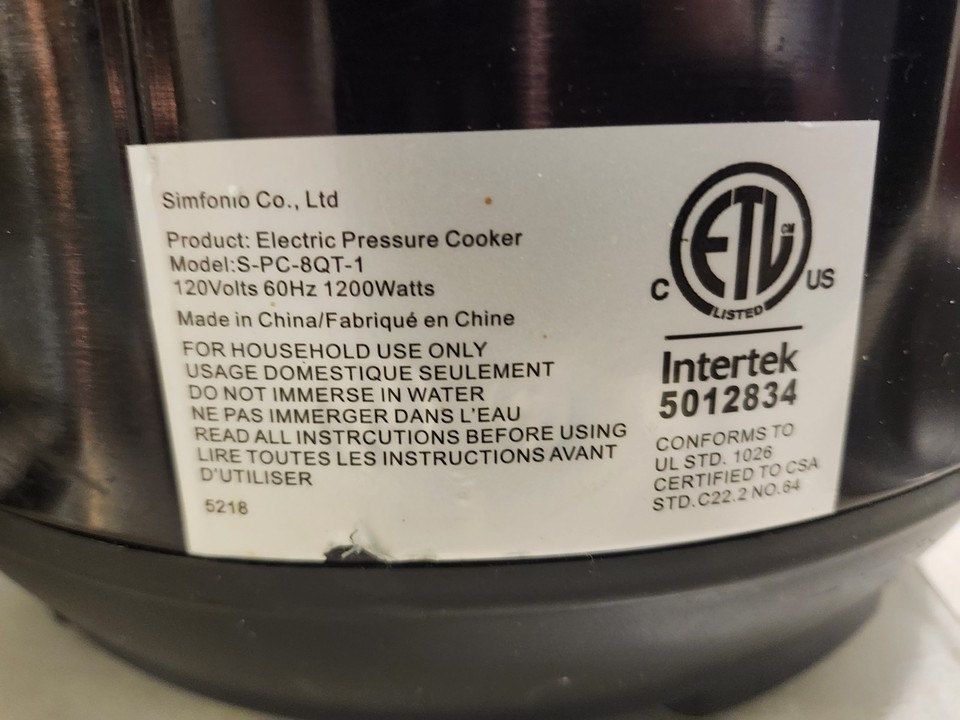 Simfonio Co., Ltd
Product: Electric Pressure Cooker
Model:S-PC-8QT-1
120Volts 60Hz 1200Watts
Made in China/Fabriqué en Chine
FOR HOUSEHOLD USE ONLY
USAGE DOMESTIQUE SEULEMENT
DO NOT IMMERSE IN WATER
NE PAS IMMERGER DANS L'EAU
READ ALL INSTRCUTIONS BEFORE USING
LIRE TOUTES LES INSTRUCTIONS AVANT
D'UTILISER
5218
ETL CM
C US
LISTED
Intertek
5012834
CONFORMS TO
UL STD. 1026
CERTIFIED TO CSA
STD.C22.2 NO.64